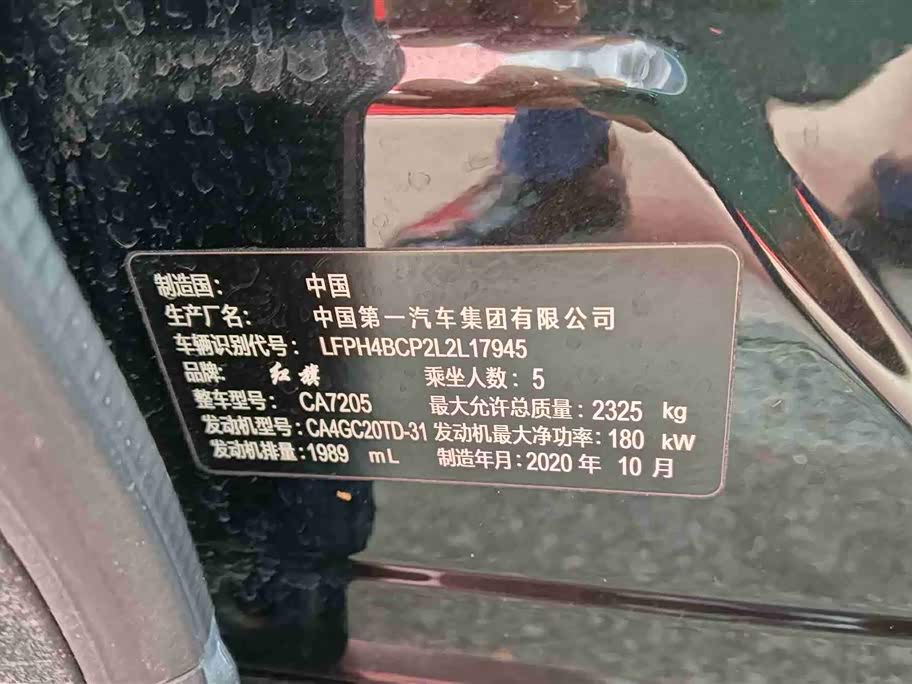 制造国： 中国
生产厂名： 中国第一汽车集团有限公司
车辆识别代号： LFPH4BCP2L2L17945
品牌： 红旗 乘坐人数：5
整车型号： CA7205 最大允许总质量：2325 kg
发动机型号：CA4GC20TD-31 发动机最大净功率：180 kW
发动机排量：1989 mL 制造年月：2020 年 10 月